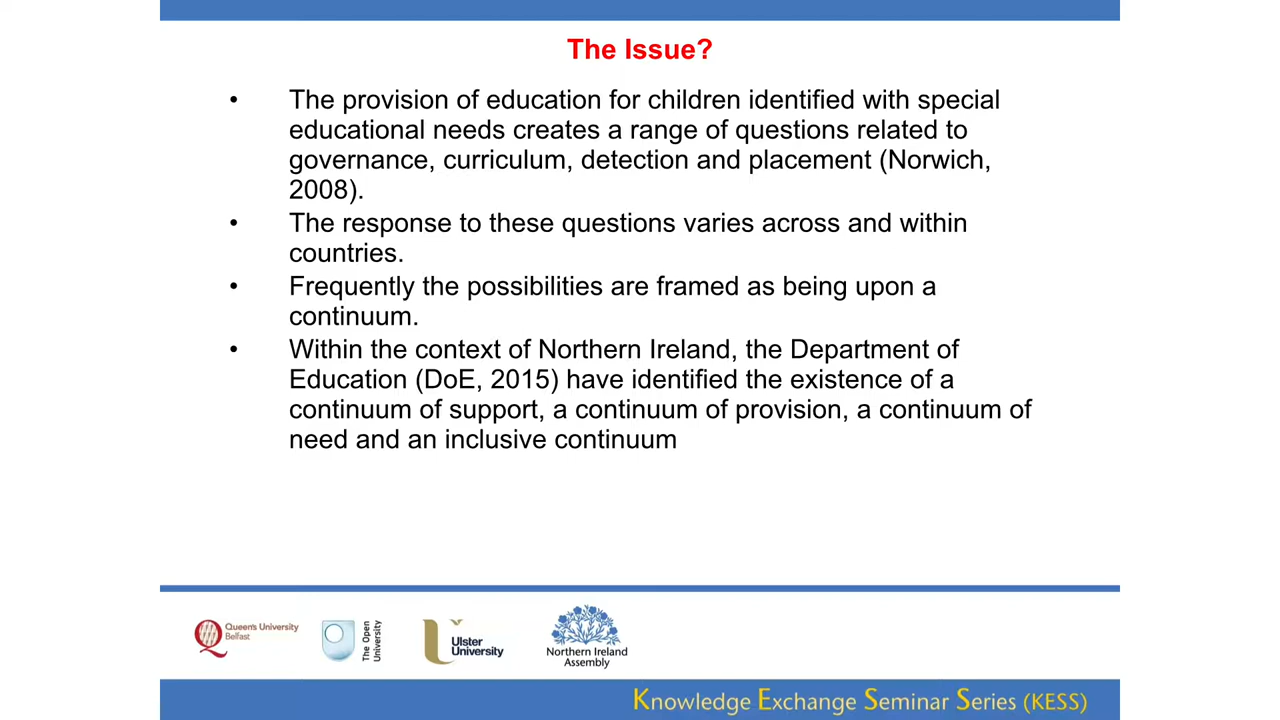 The Issue?
• The provision of education for children identified with special
educational needs creates a range of questions related to
governance, curriculum, detection and placement (Norwich,
2008).
• The response to these questions varies across and within
countries.
• Frequently the possibilities are framed as being upon a
continuum.
• Within the context of Northern Ireland, the Department of
Education (DoE, 2015) have identified the existence of a
continuum of support, a continuum of provision, a continuum of
need and an inclusive continuum
Queen's University
Belfast
The Open
University
Ulster
University
Northern Ireland
Assembly
Knowledge Exchange Seminar Series (KESS)